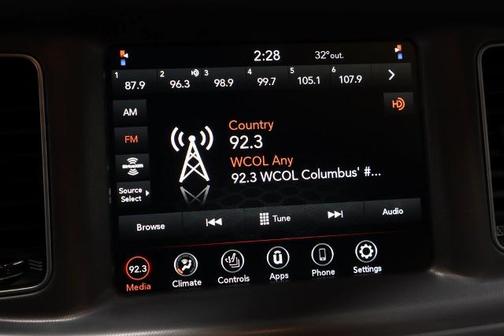 2:28 32° out.
1 87.9 2 96.3 3 98.9 4 99.7 5 105.1 6 107.9
AM
HD
Country
FM
92.3
WCOL Any
siriusxm
92.3 WCOL Columbus' #...
Source
Select
Browse Tune Audio
92.3
Media Climate Controls Apps Phone Settings